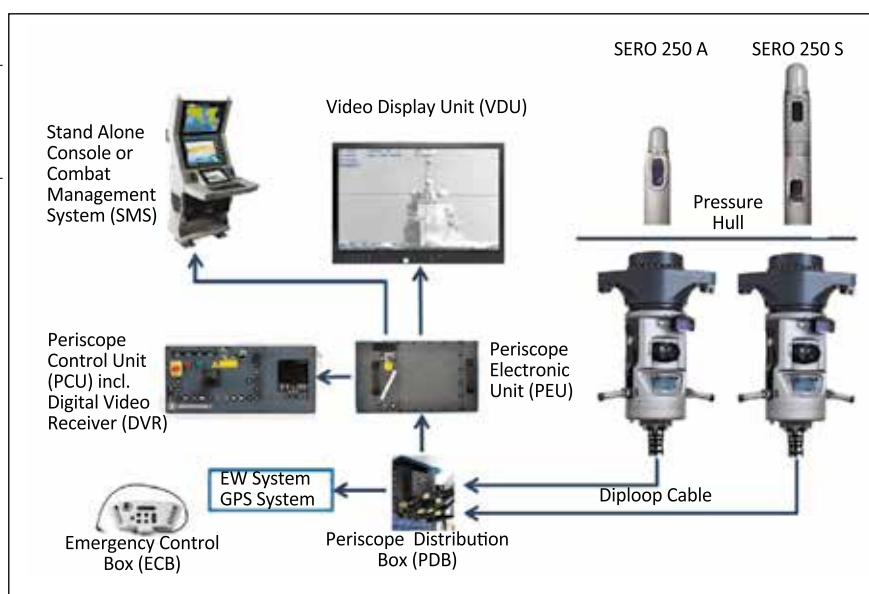 SERO 250 A
SERO 250 S
Video Display Unit (VDU)
Stand Alone
Console or
Combat
Management
System (SMS)
Pressure
Hull
Periscope
Control Unit
(PCU) incl.
Digital Video
Receiver (DVR)
Periscope
Electronic
Unit (PEU)
EW System
GPS System
Diploop Cable
Emergency Control
Box (ECB)
Periscope Distribution
Box (PDB)